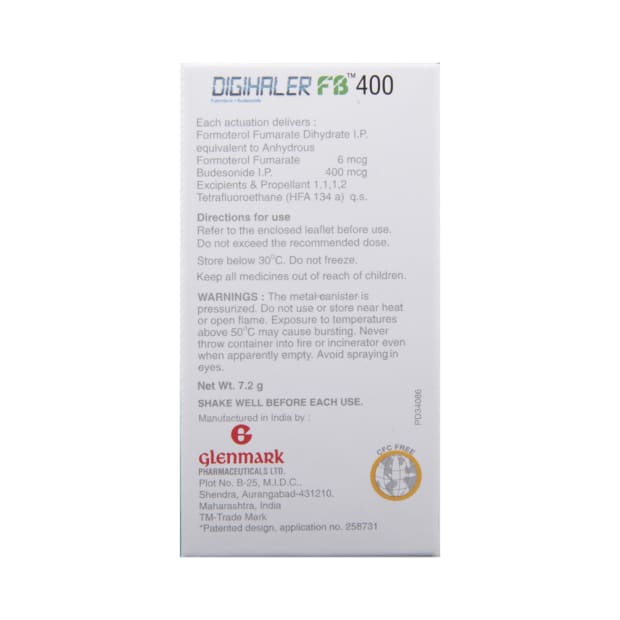 DIGIHALER FB™ 400
Formoterol + Budesonide
Each actuation delivers :
Formoterol Fumarate Dihydrate I.P.
equivalent to Anhydrous
Formoterol Fumarate 6 mcg
Budesonide I.P. 400 mcg
Excipients & Propellant 1,1,1,2
Tetrafluoroethane (HFA 134 a) q.s.
Directions for use
Refer to the enclosed leaflet before use.
Do not exceed the recommended dose.
Store below 30°C. Do not freeze.
Keep all medicines out of reach of children.
WARNINGS : The metal-canister is
pressurized. Do not use or store near heat
or open flame. Exposure to temperatures
above 50°C may cause bursting. Never
throw container into fire or incinerator even
when apparently empty. Avoid spraying in
eyes.
Net Wt. 7.2 g
SHAKE WELL BEFORE EACH USE.
Manufactured in India by :
G
glenmark
PHARMACEUTICALS LTD.
Plot No. B-25, M.I.D.C.,
Shendra, Aurangabad-431210,
Maharashtra, India
TM-Trade Mark
*Patented design, application no. 258731
PD34086
CFC FREE